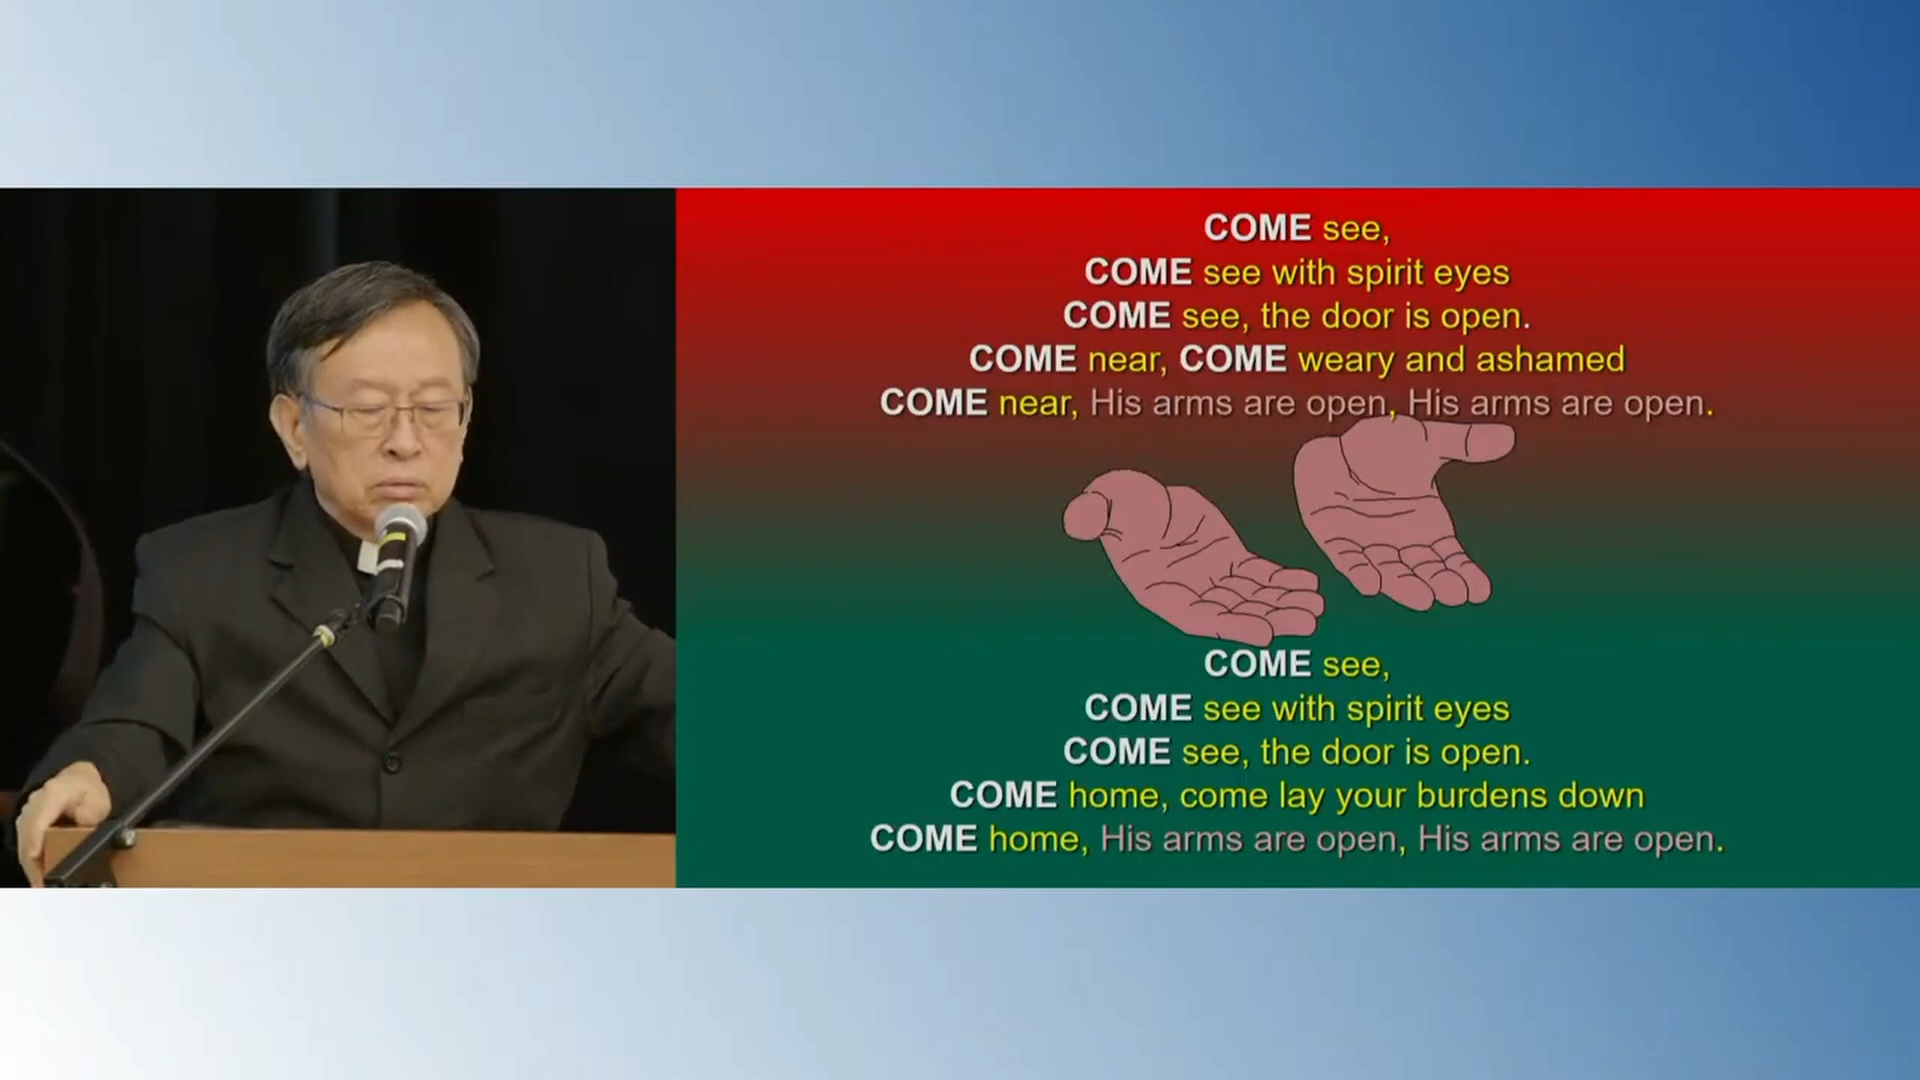 COME see,
COME see with spirit eyes
COME see, the door is open.
COME near, COME weary and ashamed
COME near, His arms are open, His arms are open.
COME see,
COME see with spirit eyes
COME see, the door is open.
COME home, come lay your burdens down
COME home, His arms are open, His arms are open.